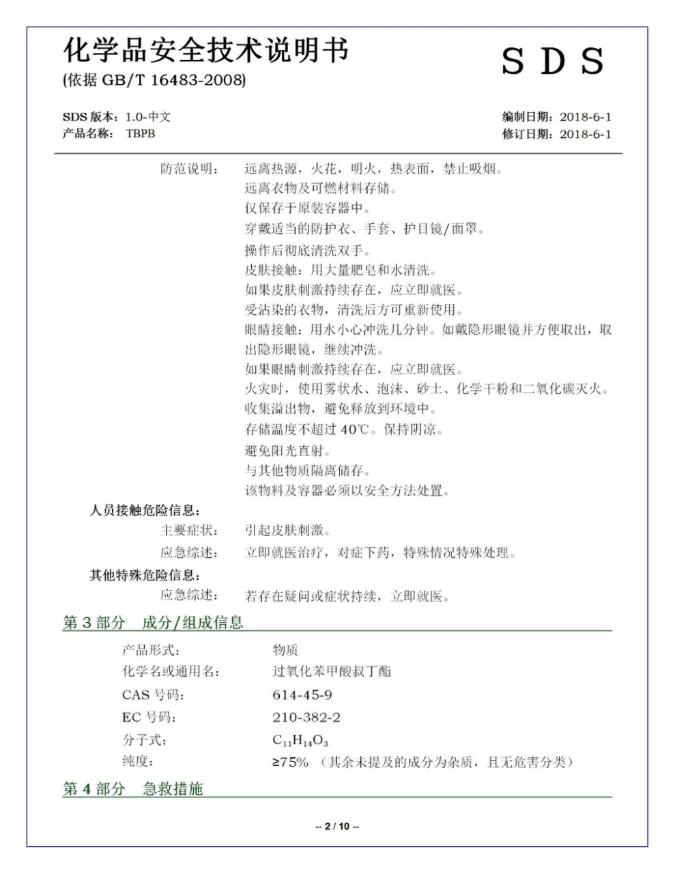 化学品安全技术说明书
SDS
(依据 GB/T 16483-2008)
SDS 版本：1.0-中文
编制日期：2018-6-1
产品名称： TBPB
修订日期：2018-6-1
防范说明： 远离热源，火花，明火，热表面，禁止吸烟。
远离衣物及可燃材料存储。
仅保存于原装容器中。
穿戴适当的防护衣、手套、护目镜/面罩。
操作后彻底清洗双手。
皮肤接触：用大量肥皂和水清洗。
如果皮肤刺激持续存在，应立即就医。
受沾染的衣物，清洗后方可重新使用。
眼睛接触：用水小心冲洗几分钟。如戴隐形眼镜并方便取出，取
出隐形眼镜，继续冲洗。
如果眼睛刺激持续存在，应立即就医。
火灾时，使用雾状水、泡沫、砂土、化学干粉和二氧化碳灭火。
收集溢出物，避免释放到环境中。
存储温度不超过 40℃。保持阴凉。
避免阳光直射。
与其他物质隔离储存。
该物料及容器必须以安全方法处置。
人员接触危险信息：
主要症状： 引起皮肤刺激。
应急综述： 立即就医治疗，对症下药，特殊情况特殊处理。
其他特殊危险信息：
应急综述： 若存在疑问或症状持续，立即就医。
第 3 部分 成分/组成信息
产品形式： 物质
化学名或通用名： 过氧化苯甲酸叔丁酯
CAS 号码： 614-45-9
EC 号码： 210-382-2
分子式： C₁₁H₁₄O₃
纯度： ≥75% （其余未提及的成分为杂质，且无危害分类）
第 4 部分 急救措施
-- 2 / 10 --